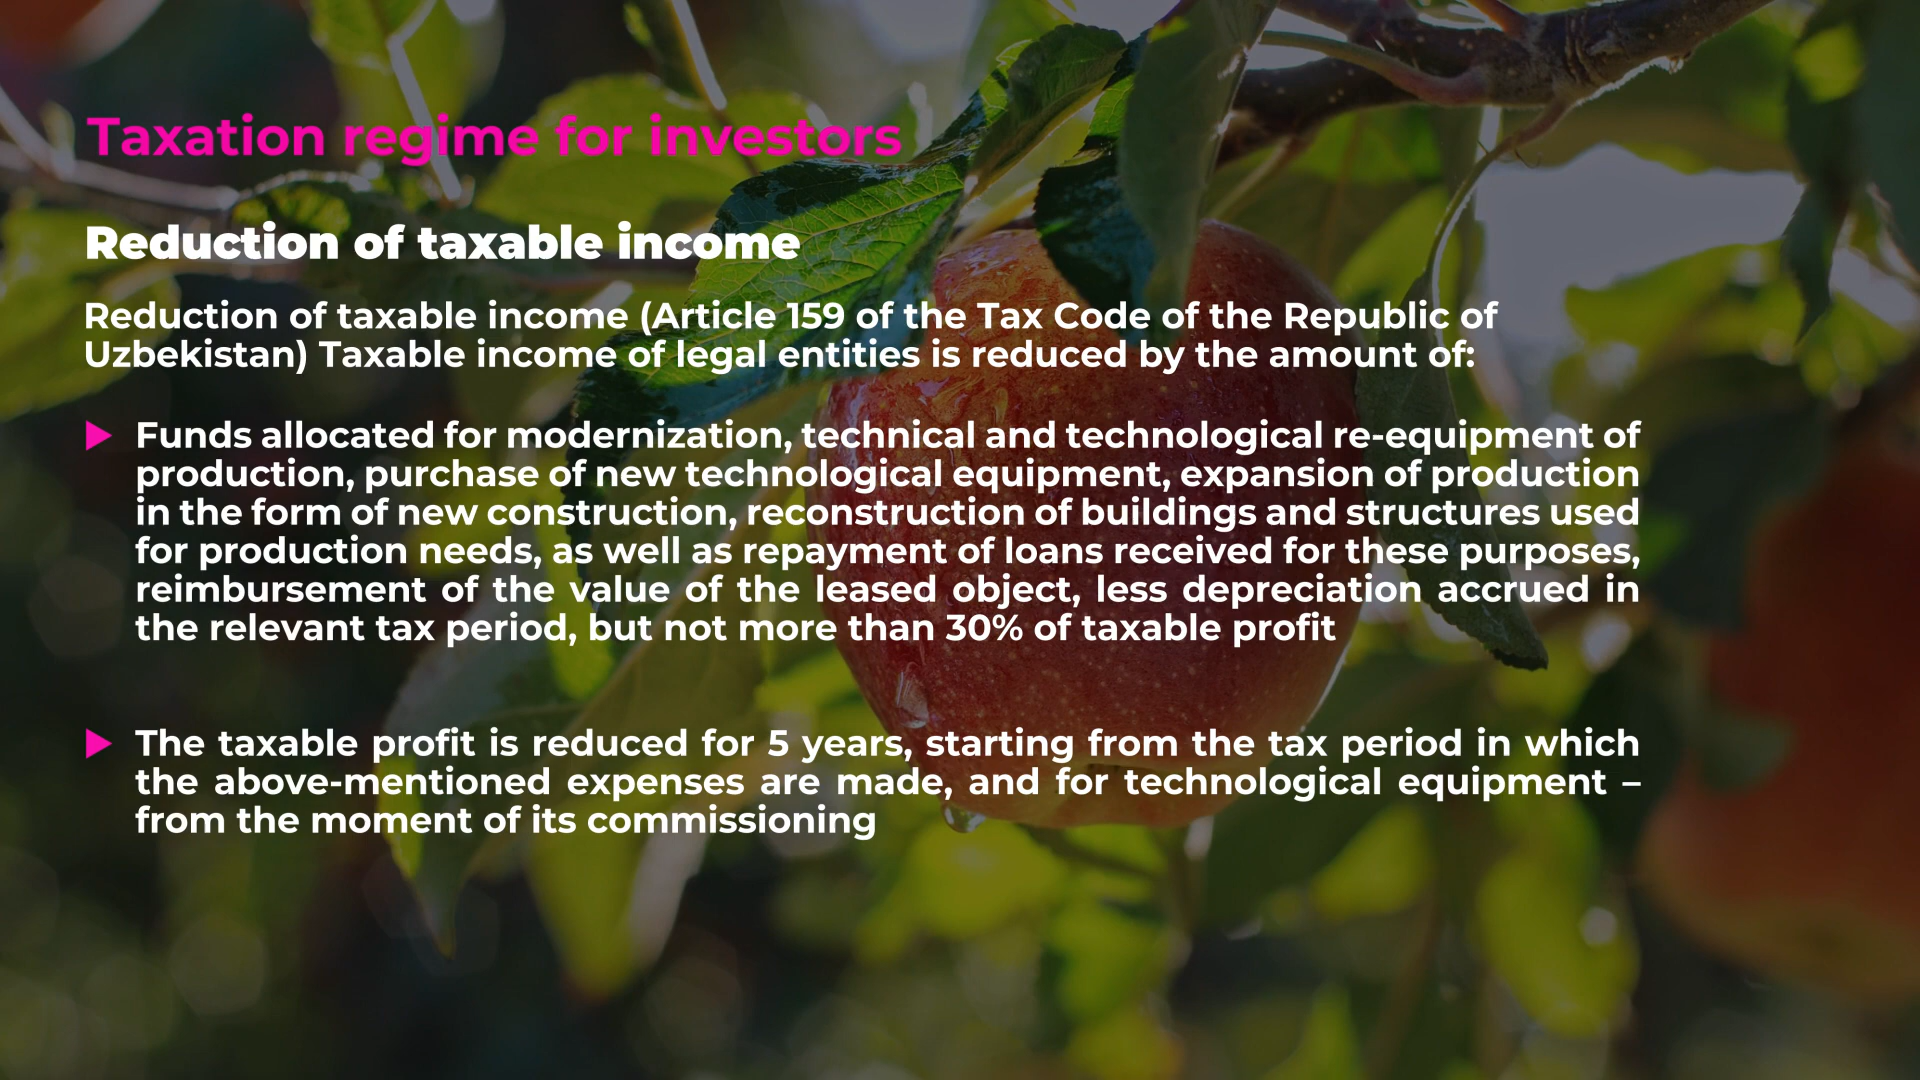 Taxation regime for investors
Reduction of taxable income
Reduction of taxable income (Article 159 of the Tax Code of the Republic of
Uzbekistan) Taxable income of legal entities is reduced by the amount of:
Funds allocated for modernization, technical and technological re-equipment of
production, purchase of new technological equipment, expansion of production
in the form of new construction, reconstruction of buildings and structures used
for production needs, as well as repayment of loans received for these purposes,
reimbursement of the value of the leased object, less depreciation accrued in
the relevant tax period, but not more than 30% of taxable profit
The taxable profit is reduced for 5 years, starting from the tax period in which
the above-mentioned expenses are made, and for technological equipment –
from the moment of its commissioning